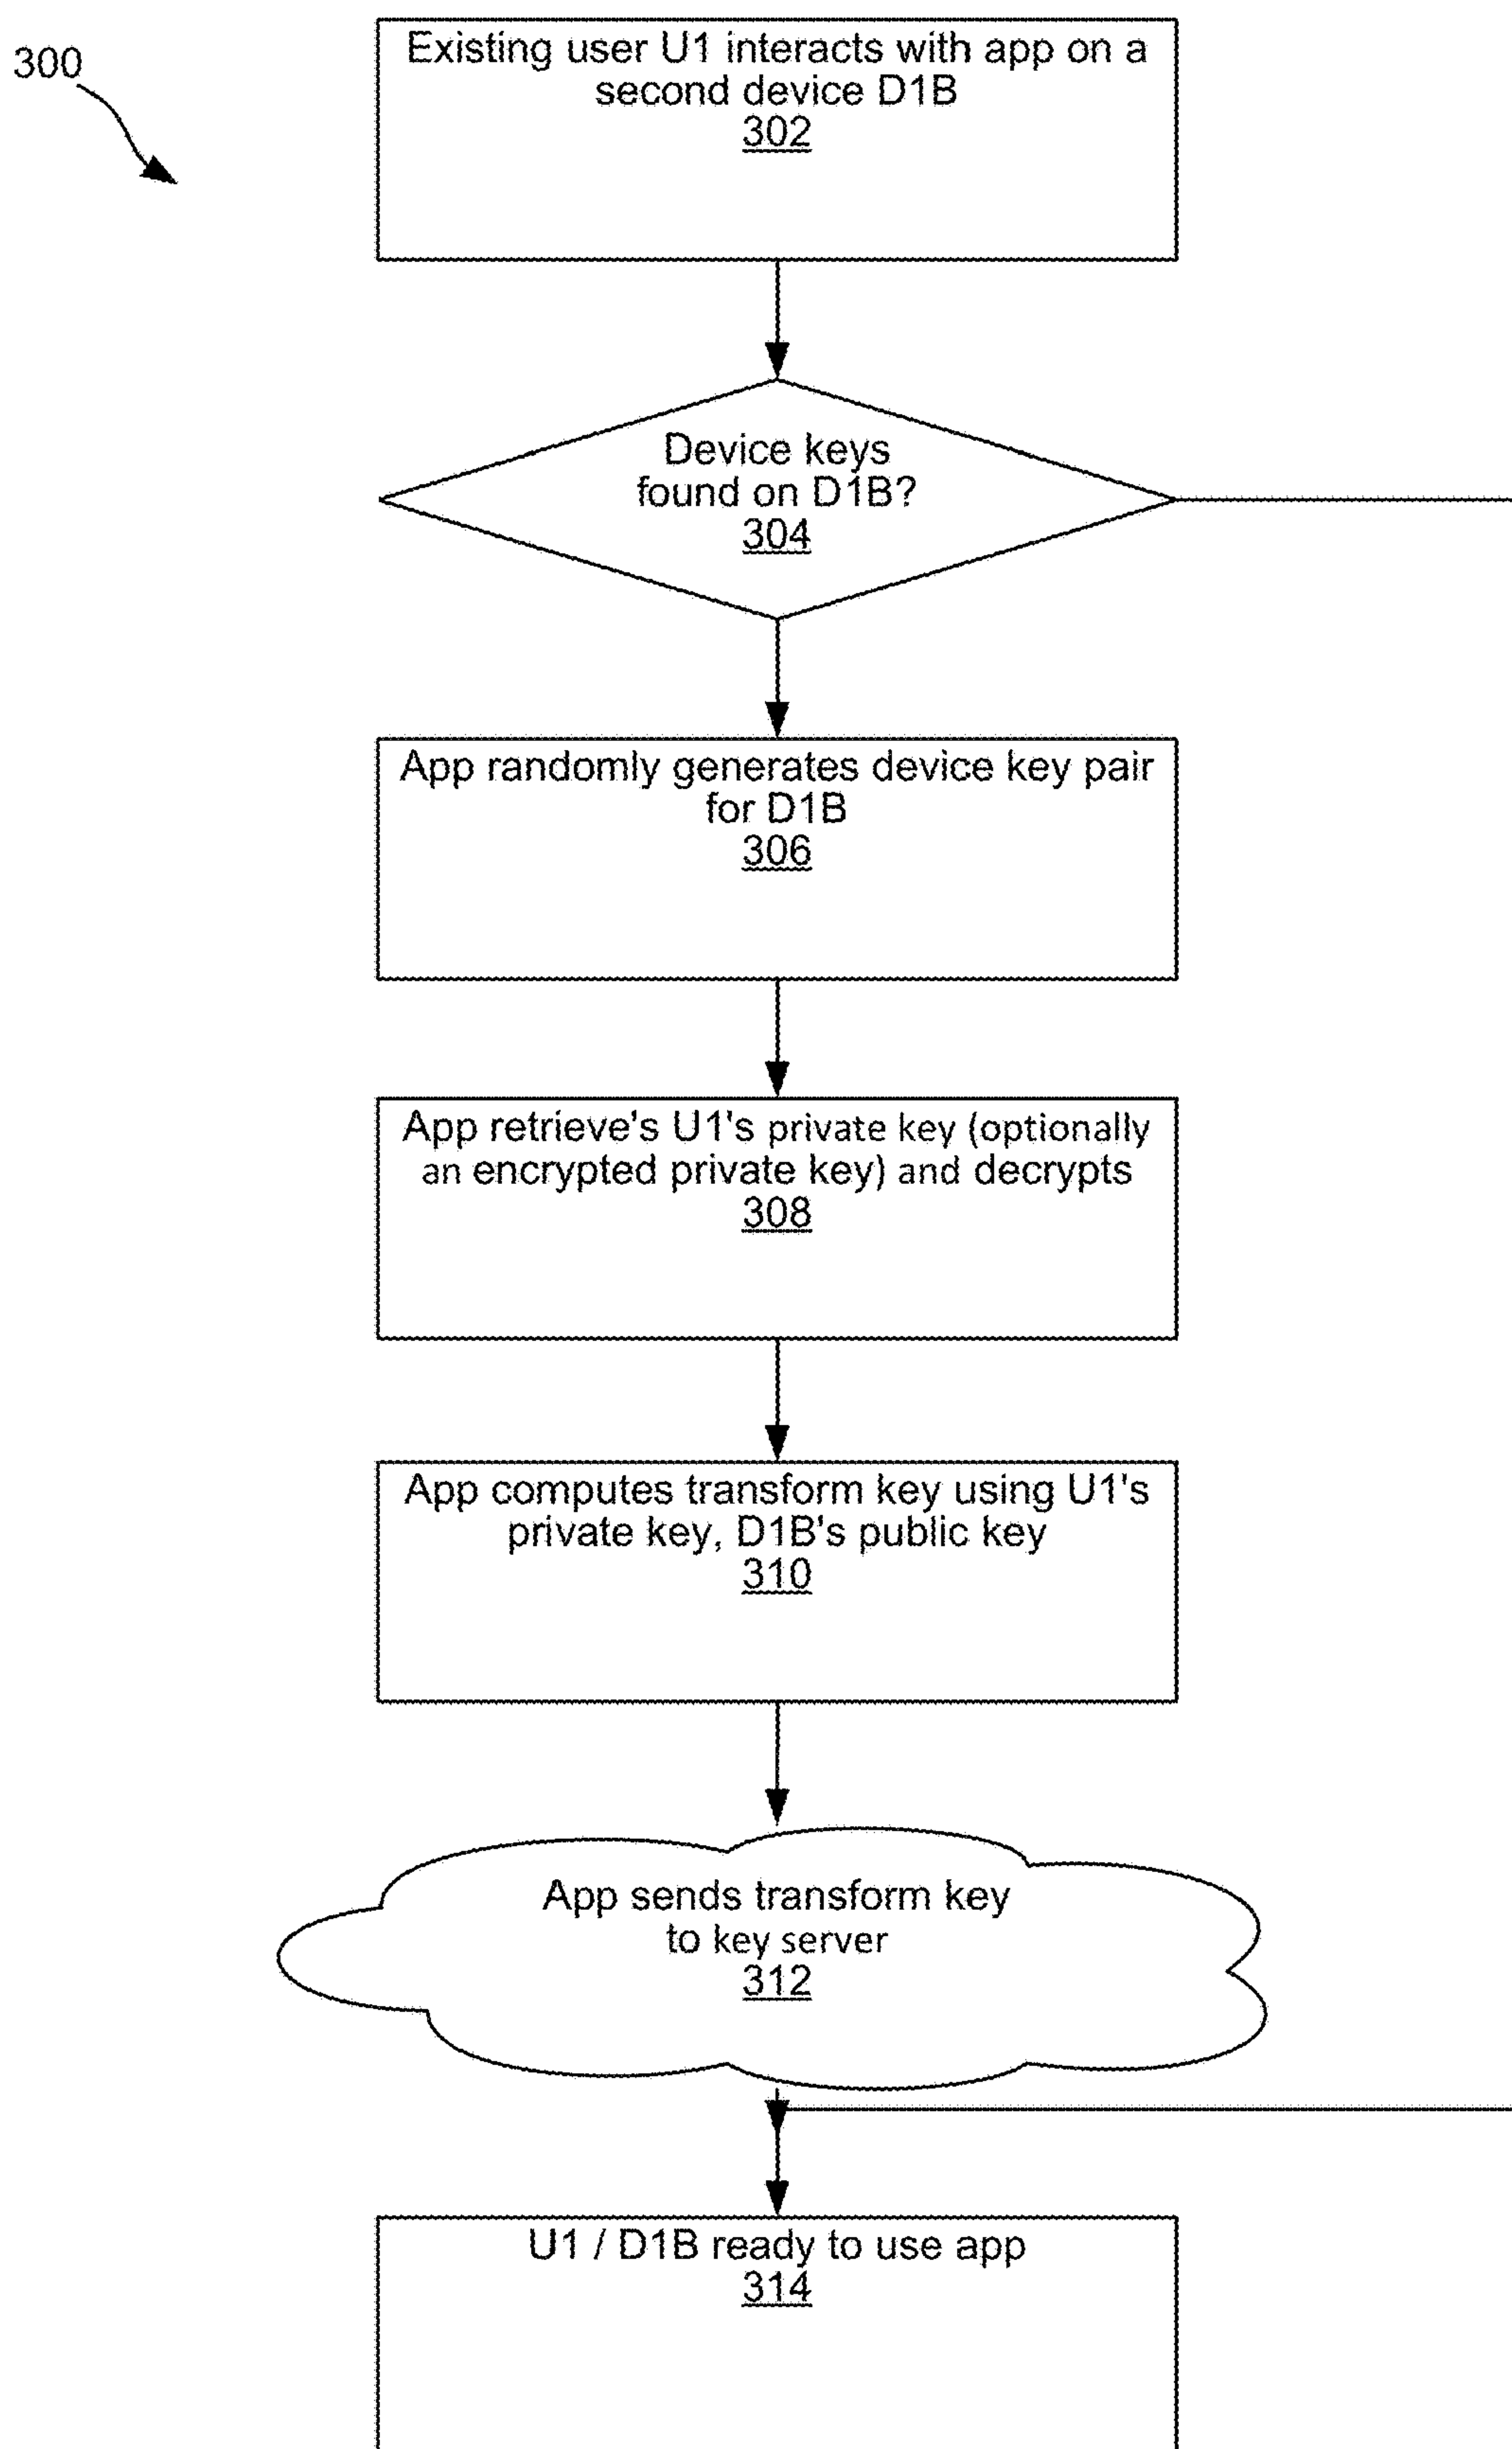 300
Existing user U1 interacts with app on a
second device D1B
302
Device keys
found on D1B?
304
App randomly generates device key pair
for D1B
306
App retrieve's U1's private key (optionally
an encrypted private key) and decrypts
308
App computes transform key using U1's
private key, D1B's public key
310
App sends transform key
to key server
312
U1 / D1B ready to use app
314